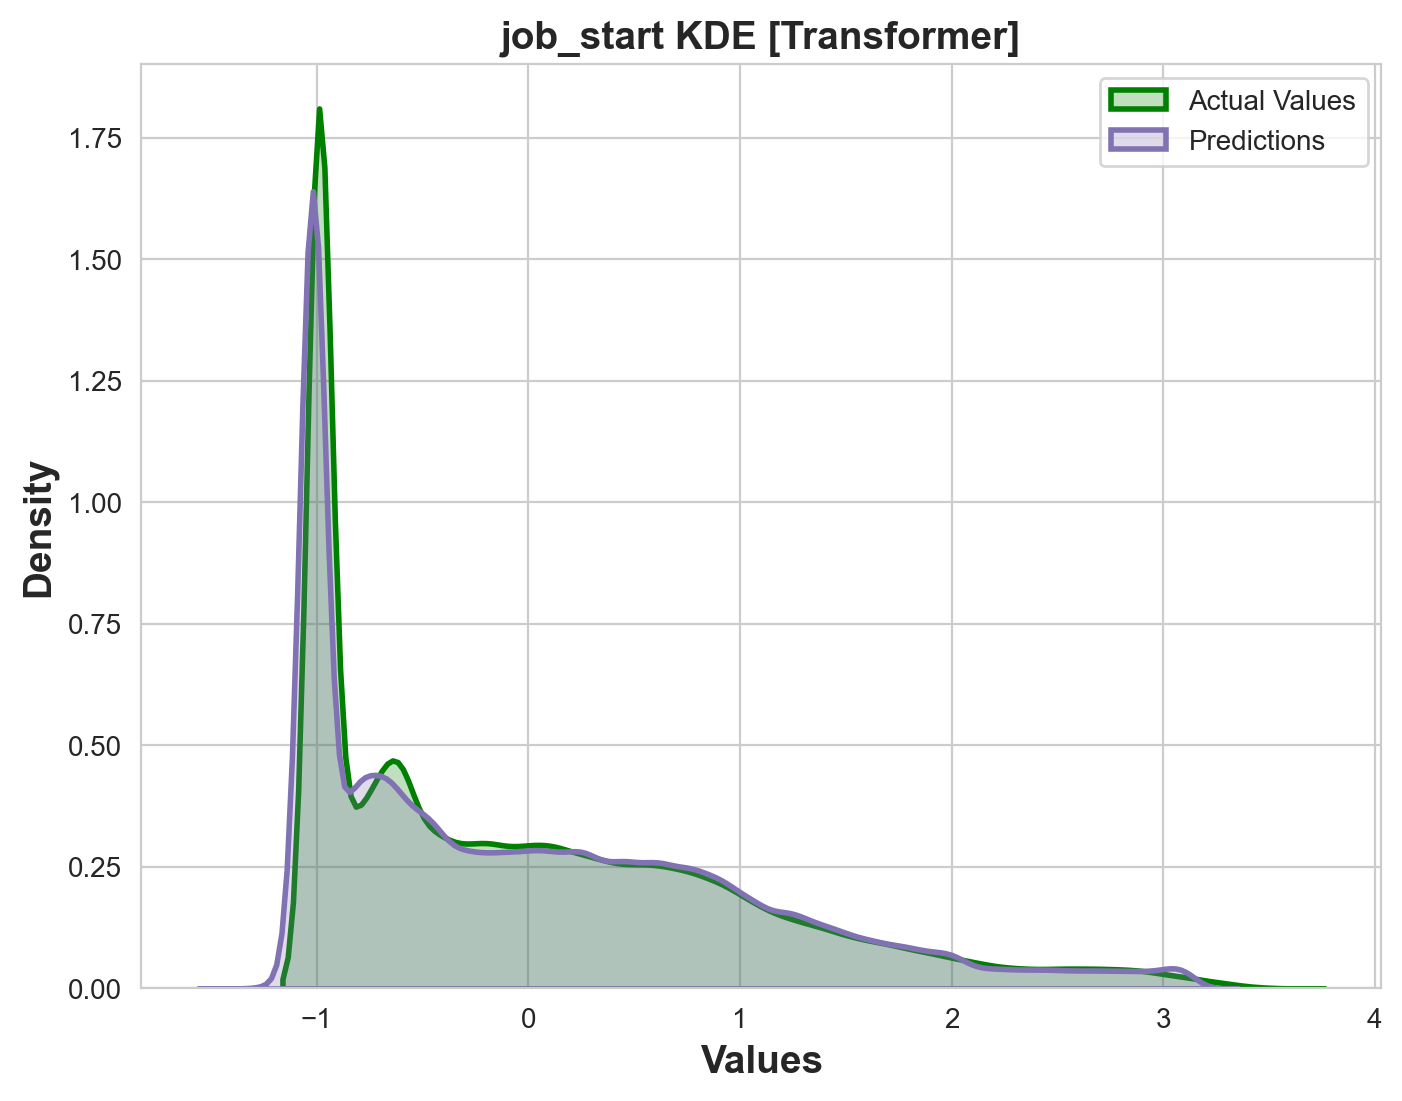 job_start KDE [Transformer]
Actual Values
Predictions
Density
1.75
1.50
1.25
1.00
0.75
0.50
0.25
0.00
−1 0 1 2 3 4
Values